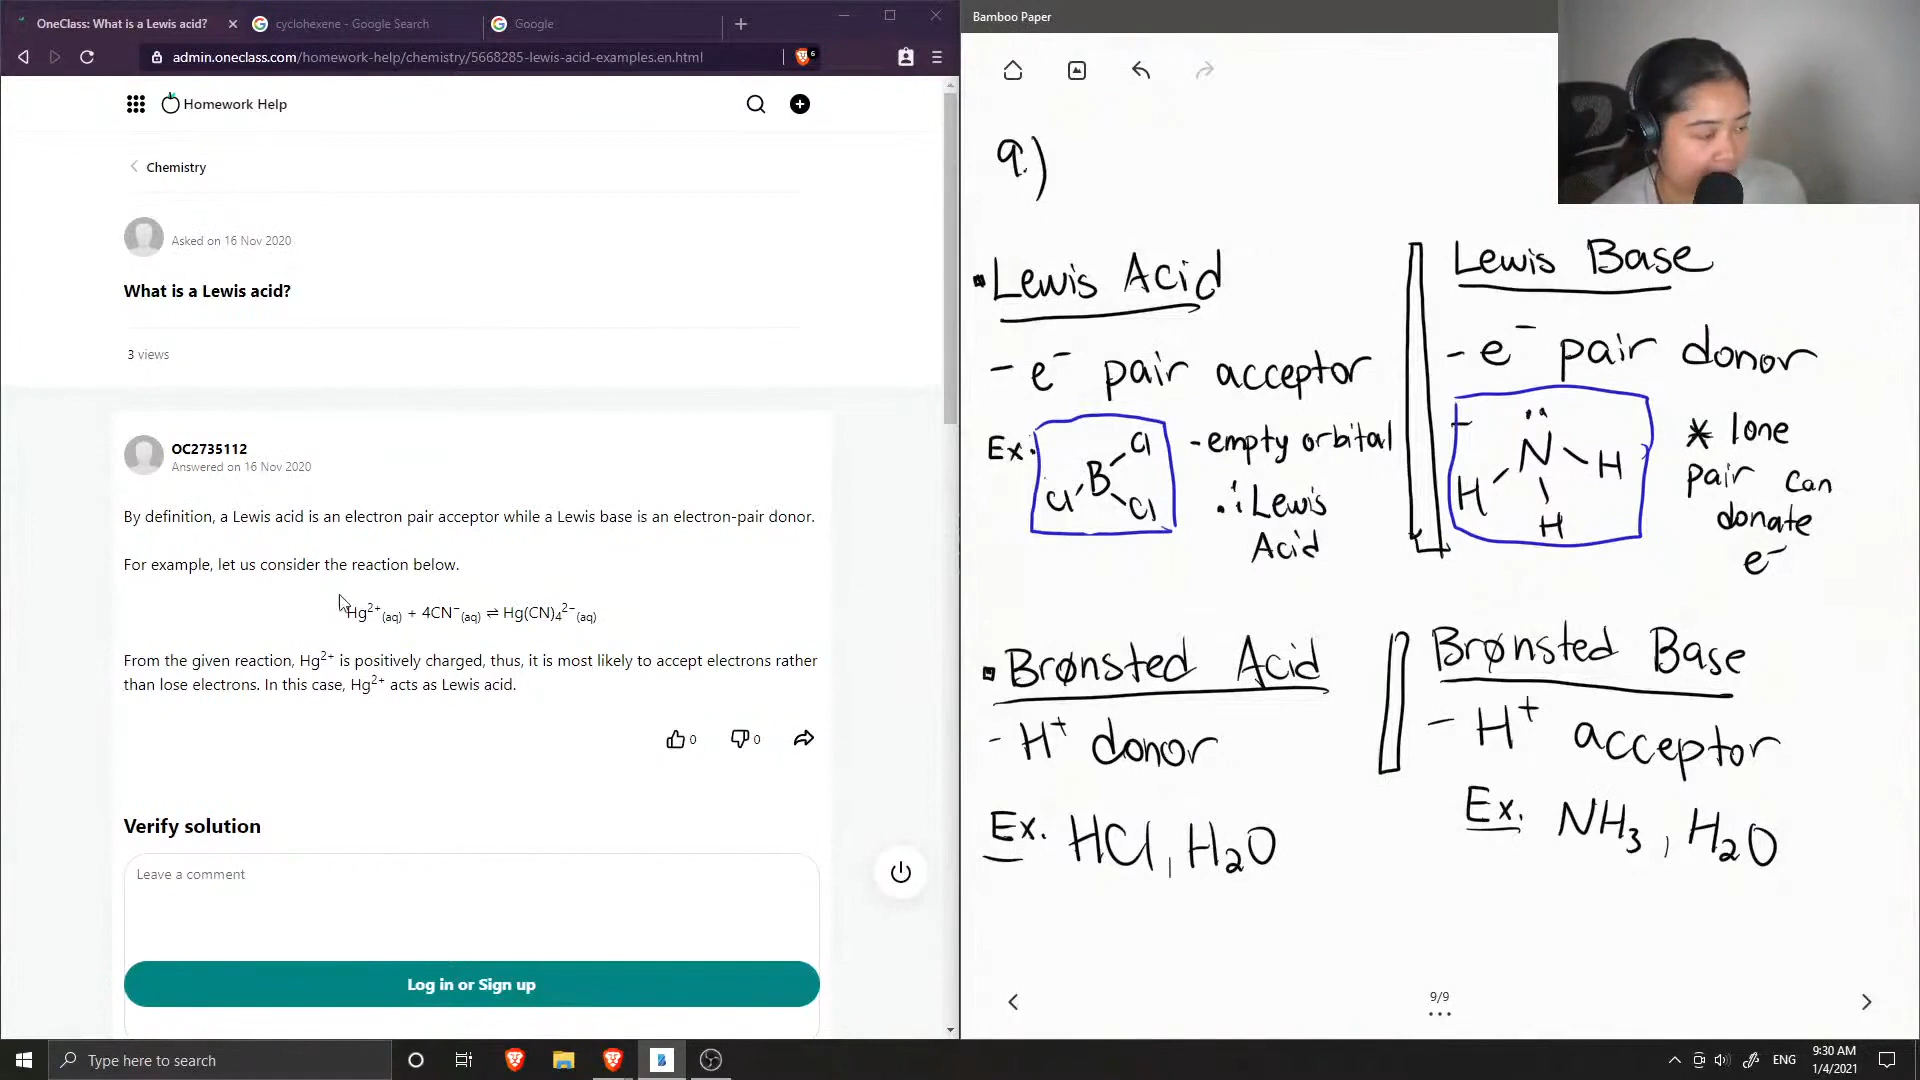 OneClass: What is a Lewis acid?
cyclohexene - Google Search
Google
admin.oneclass.com/homework-help/chemistry/5668285-lewis-acid-examples.en.html
6
Homework Help
Chemistry
Asked on 16 Nov 2020
What is a Lewis acid?
3 views
OC2735112
Answered on 16 Nov 2020
By definition, a Lewis acid is an electron pair acceptor while a Lewis base is an electron-pair donor.
For example, let us consider the reaction below.
Hg²⁺(aq) + 4CN⁻(aq) ⇌ Hg(CN)₄²⁻(aq)
From the given reaction, Hg²⁺ is positively charged, thus, it is most likely to accept electrons rather
than lose electrons. In this case, Hg²⁺ acts as Lewis acid.
0
0
Verify solution
Leave a comment
Log in or Sign up
Bamboo Paper
9.)
Lewis Acid
- e⁻ pair acceptor
Ex:
Cl
B
Cl
Cl
- empty orbital
∴ Lewis
Acid
Lewis Base
- e⁻ pair donor
N
H
H
H
* lone
pair can
donate
e⁻
Brønsted Acid
- H⁺ donor
Ex. HCl, H₂O
Brønsted Base
- H⁺ acceptor
Ex. NH₃, H₂O
9/9
Type here to search
ENG
9:30 AM
1/4/2021